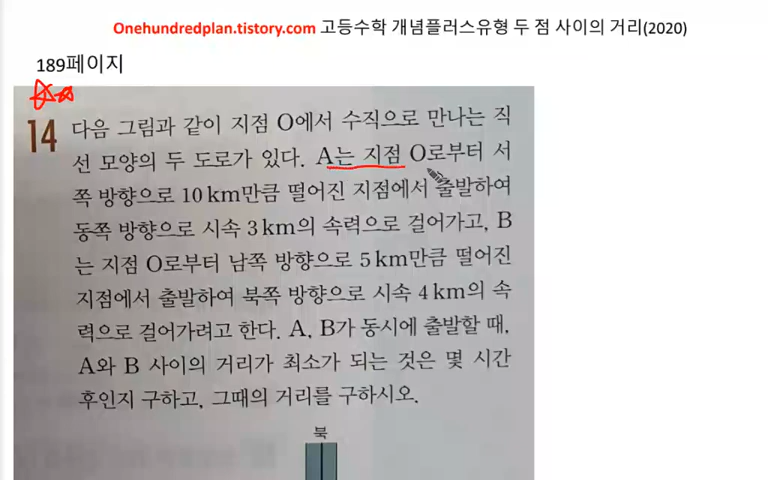 Onehundredplan.tistory.com 고등수학 개념플러스유형 두 점 사이의 거리(2020)
189페이지
14 다음 그림과 같이 지점 O에서 수직으로 만나는 직
선 모양의 두 도로가 있다. A는 지점 O로부터 서
쪽 방향으로 10 km만큼 떨어진 지점에서 출발하여
동쪽 방향으로 시속 3 km의 속력으로 걸어가고, B
는 지점 O로부터 남쪽 방향으로 5 km만큼 떨어진
지점에서 출발하여 북쪽 방향으로 시속 4 km의 속
력으로 걸어가려고 한다. A, B가 동시에 출발할 때,
A와 B 사이의 거리가 최소가 되는 것은 몇 시간
후인지 구하고, 그때의 거리를 구하시오.
북